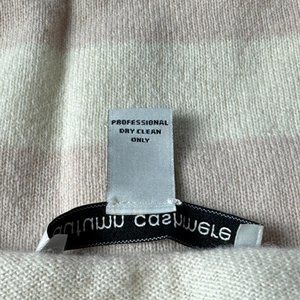 PROFESSIONAL
DRY CLEAN
ONLY
autumn cashmere